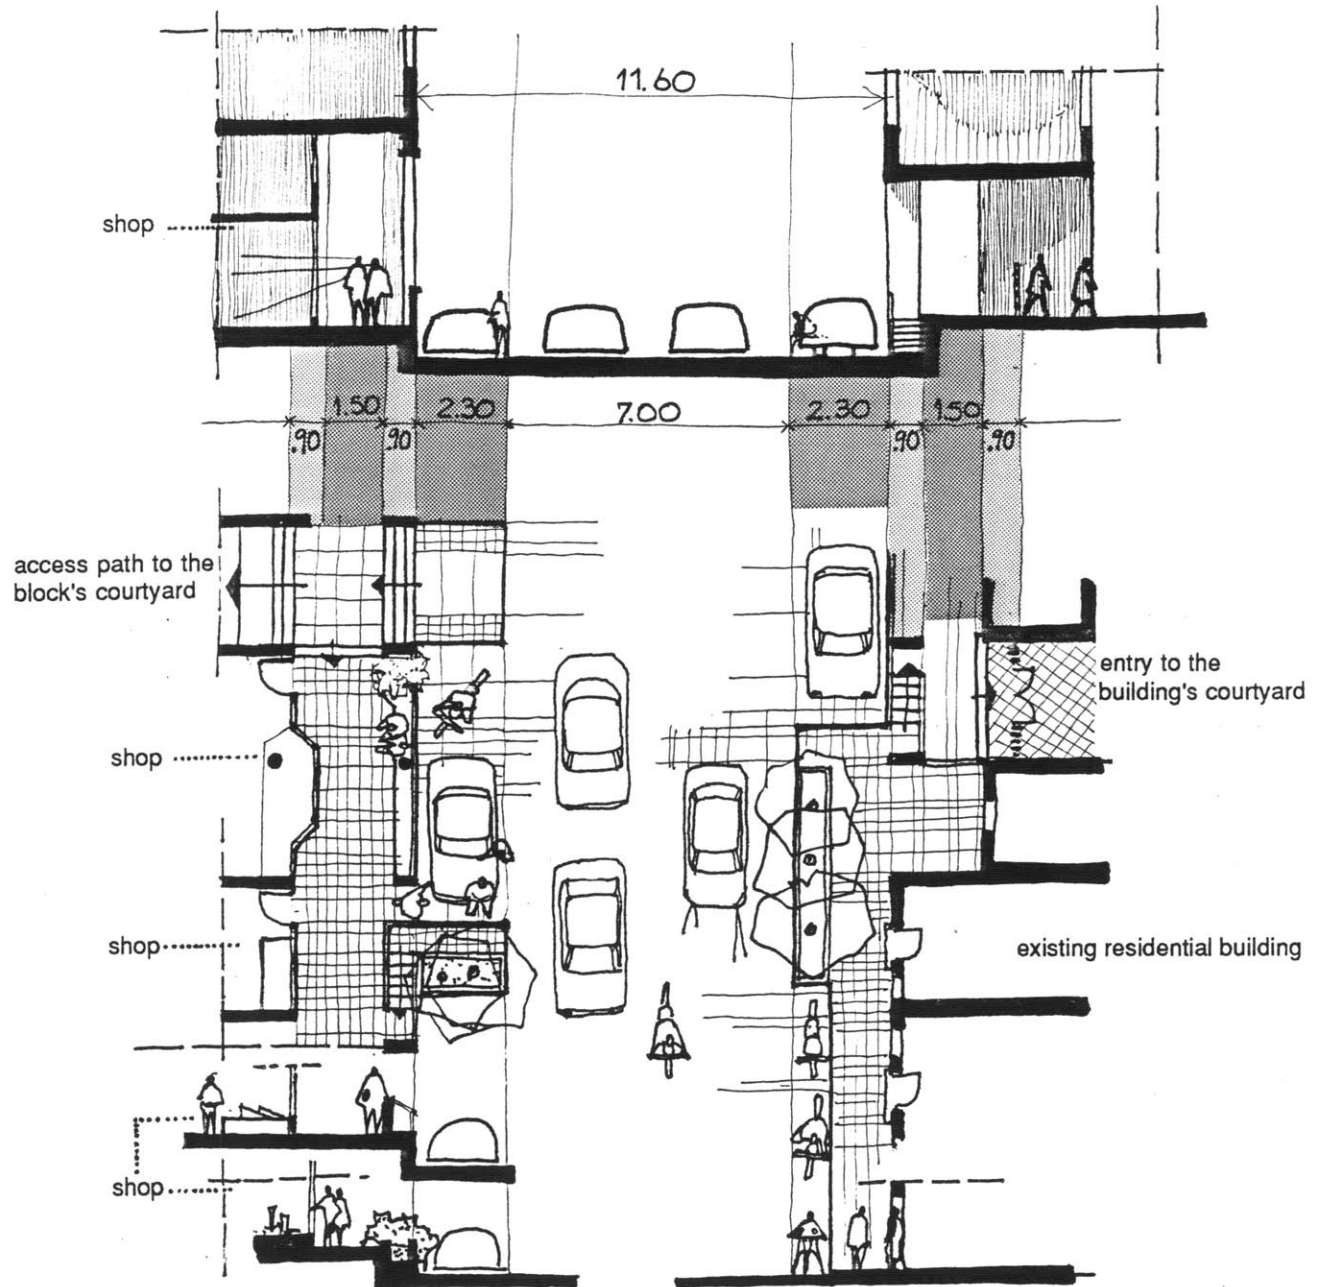 11.60
shop
1.50
2.30
7.00
2.30
1.50
.90
.90
.90
.90
access path to the
block's courtyard
entry to the
building's courtyard
shop
shop
existing residential building
shop
shop